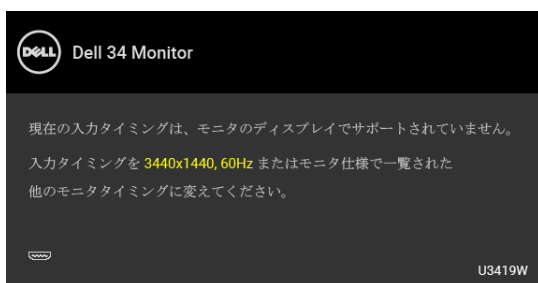 DELL
Dell 34 Monitor
現在の入力タイミングは、モニタのディスプレイでサポートされていません。
入力タイミングを 3440x1440, 60Hz またはモニタ仕様で一覧された
他のモニタタイミングに変えてください。
U3419W